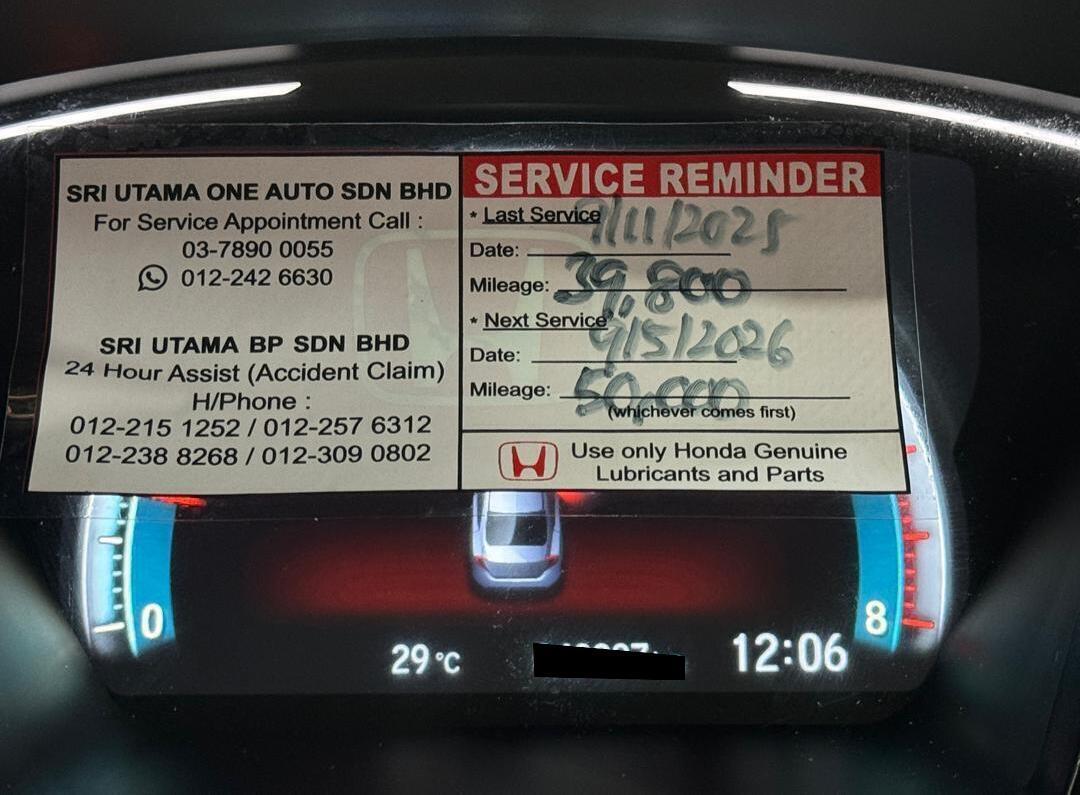 SRI UTAMA ONE AUTO SDN BHD
For Service Appointment Call :
03-7890 0055
012-242 6630
SRI UTAMA BP SDN BHD
24 Hour Assist (Accident Claim)
H/Phone :
012-215 1252 / 012-257 6312
012-238 8268 / 012-309 0802
SERVICE REMINDER
* Last Service
Date: 9/11/2025
Mileage: 39,800
* Next Service
Date: 9/5/2026
Mileage: 50,000
(whichever comes first)
Use only Honda Genuine
Lubricants and Parts
0
8
29°C
12:06